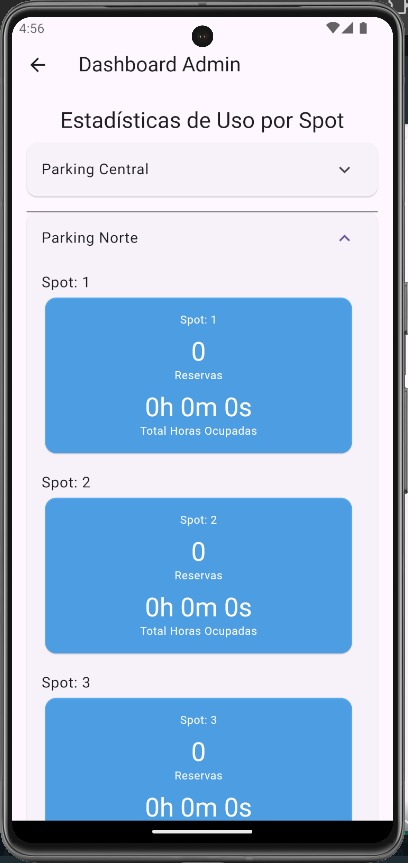 4:56
Dashboard Admin
Estadísticas de Uso por Spot
Parking Central
Parking Norte
Spot: 1
Spot: 1
0
Reservas
0h 0m 0s
Total Horas Ocupadas
Spot: 2
Spot: 2
0
Reservas
0h 0m 0s
Total Horas Ocupadas
Spot: 3
Spot: 3
0
Reservas
0h 0m 0s